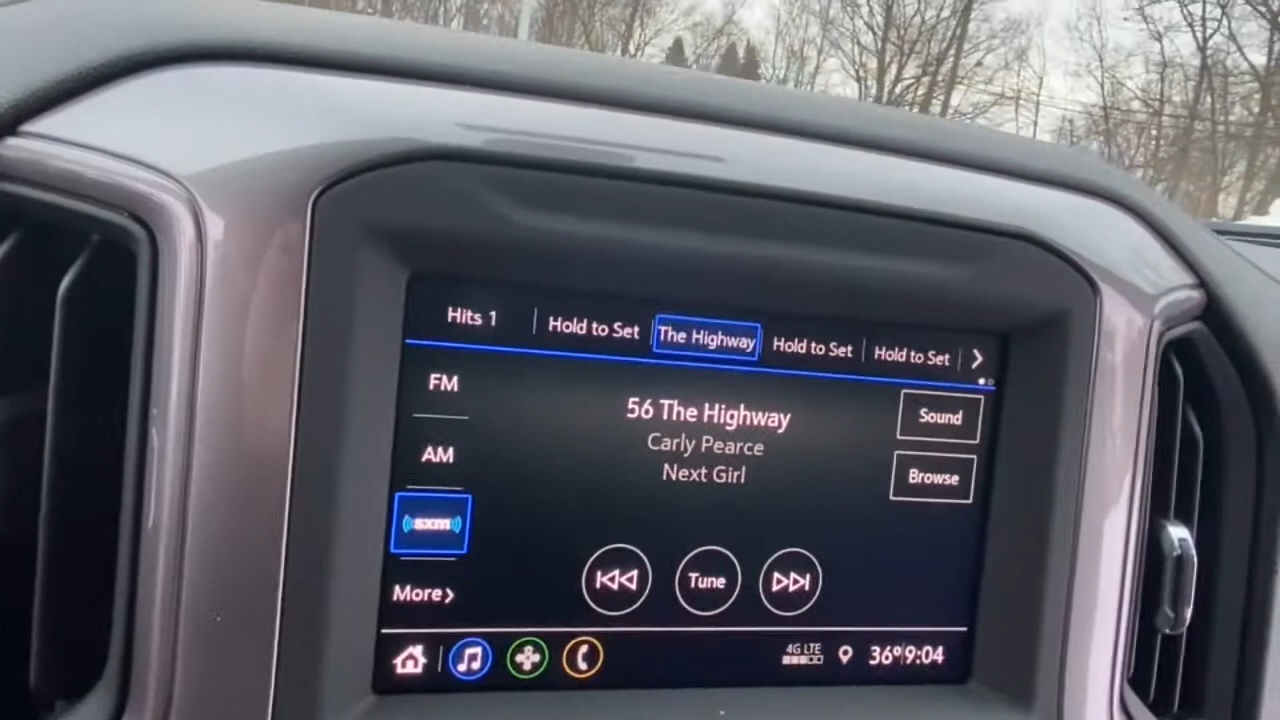 Hits 1
Hold to Set
The Highway
Hold to Set
Hold to Set
FM
AM
sxm
More
56 The Highway
Carly Pearce
Next Girl
Sound
Browse
Tune
4G LTE
36° 9:04